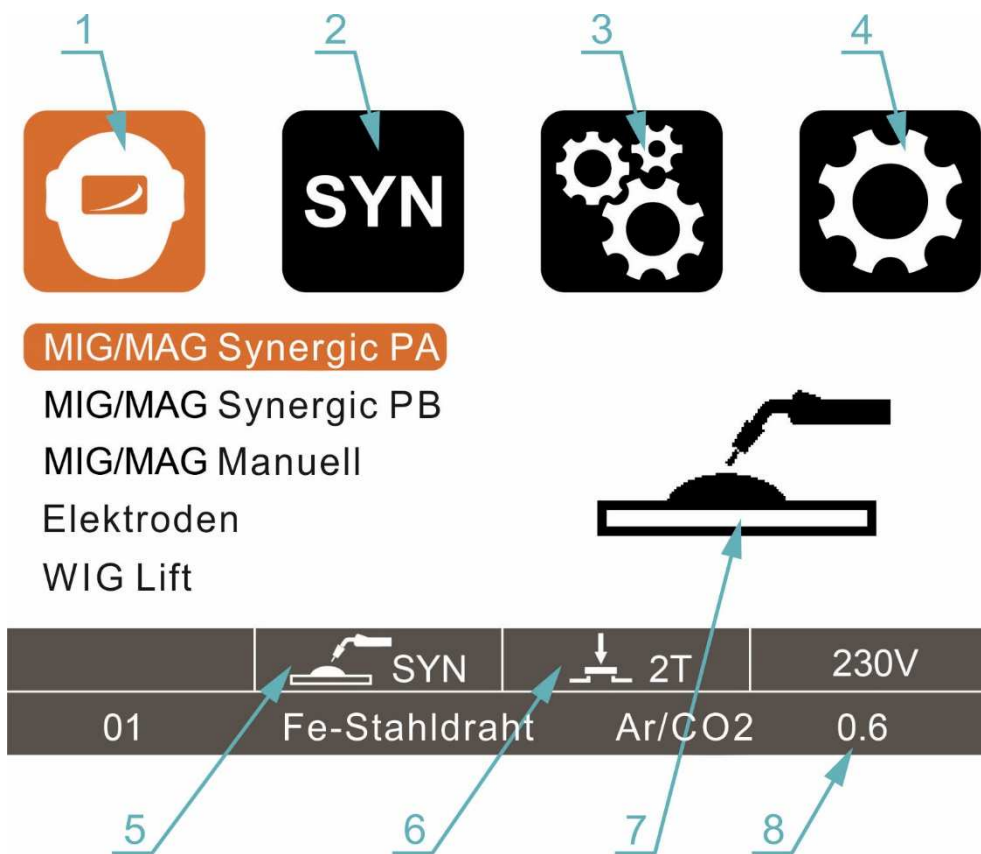 1 2 3 4
SYN
MIG/MAG Synergic PA
MIG/MAG Synergic PB
MIG/MAG Manuell
Elektroden
WIG Lift
SYN 2T 230V
01 Fe-Stahldraht Ar/CO2 0.6
5 6 7 8